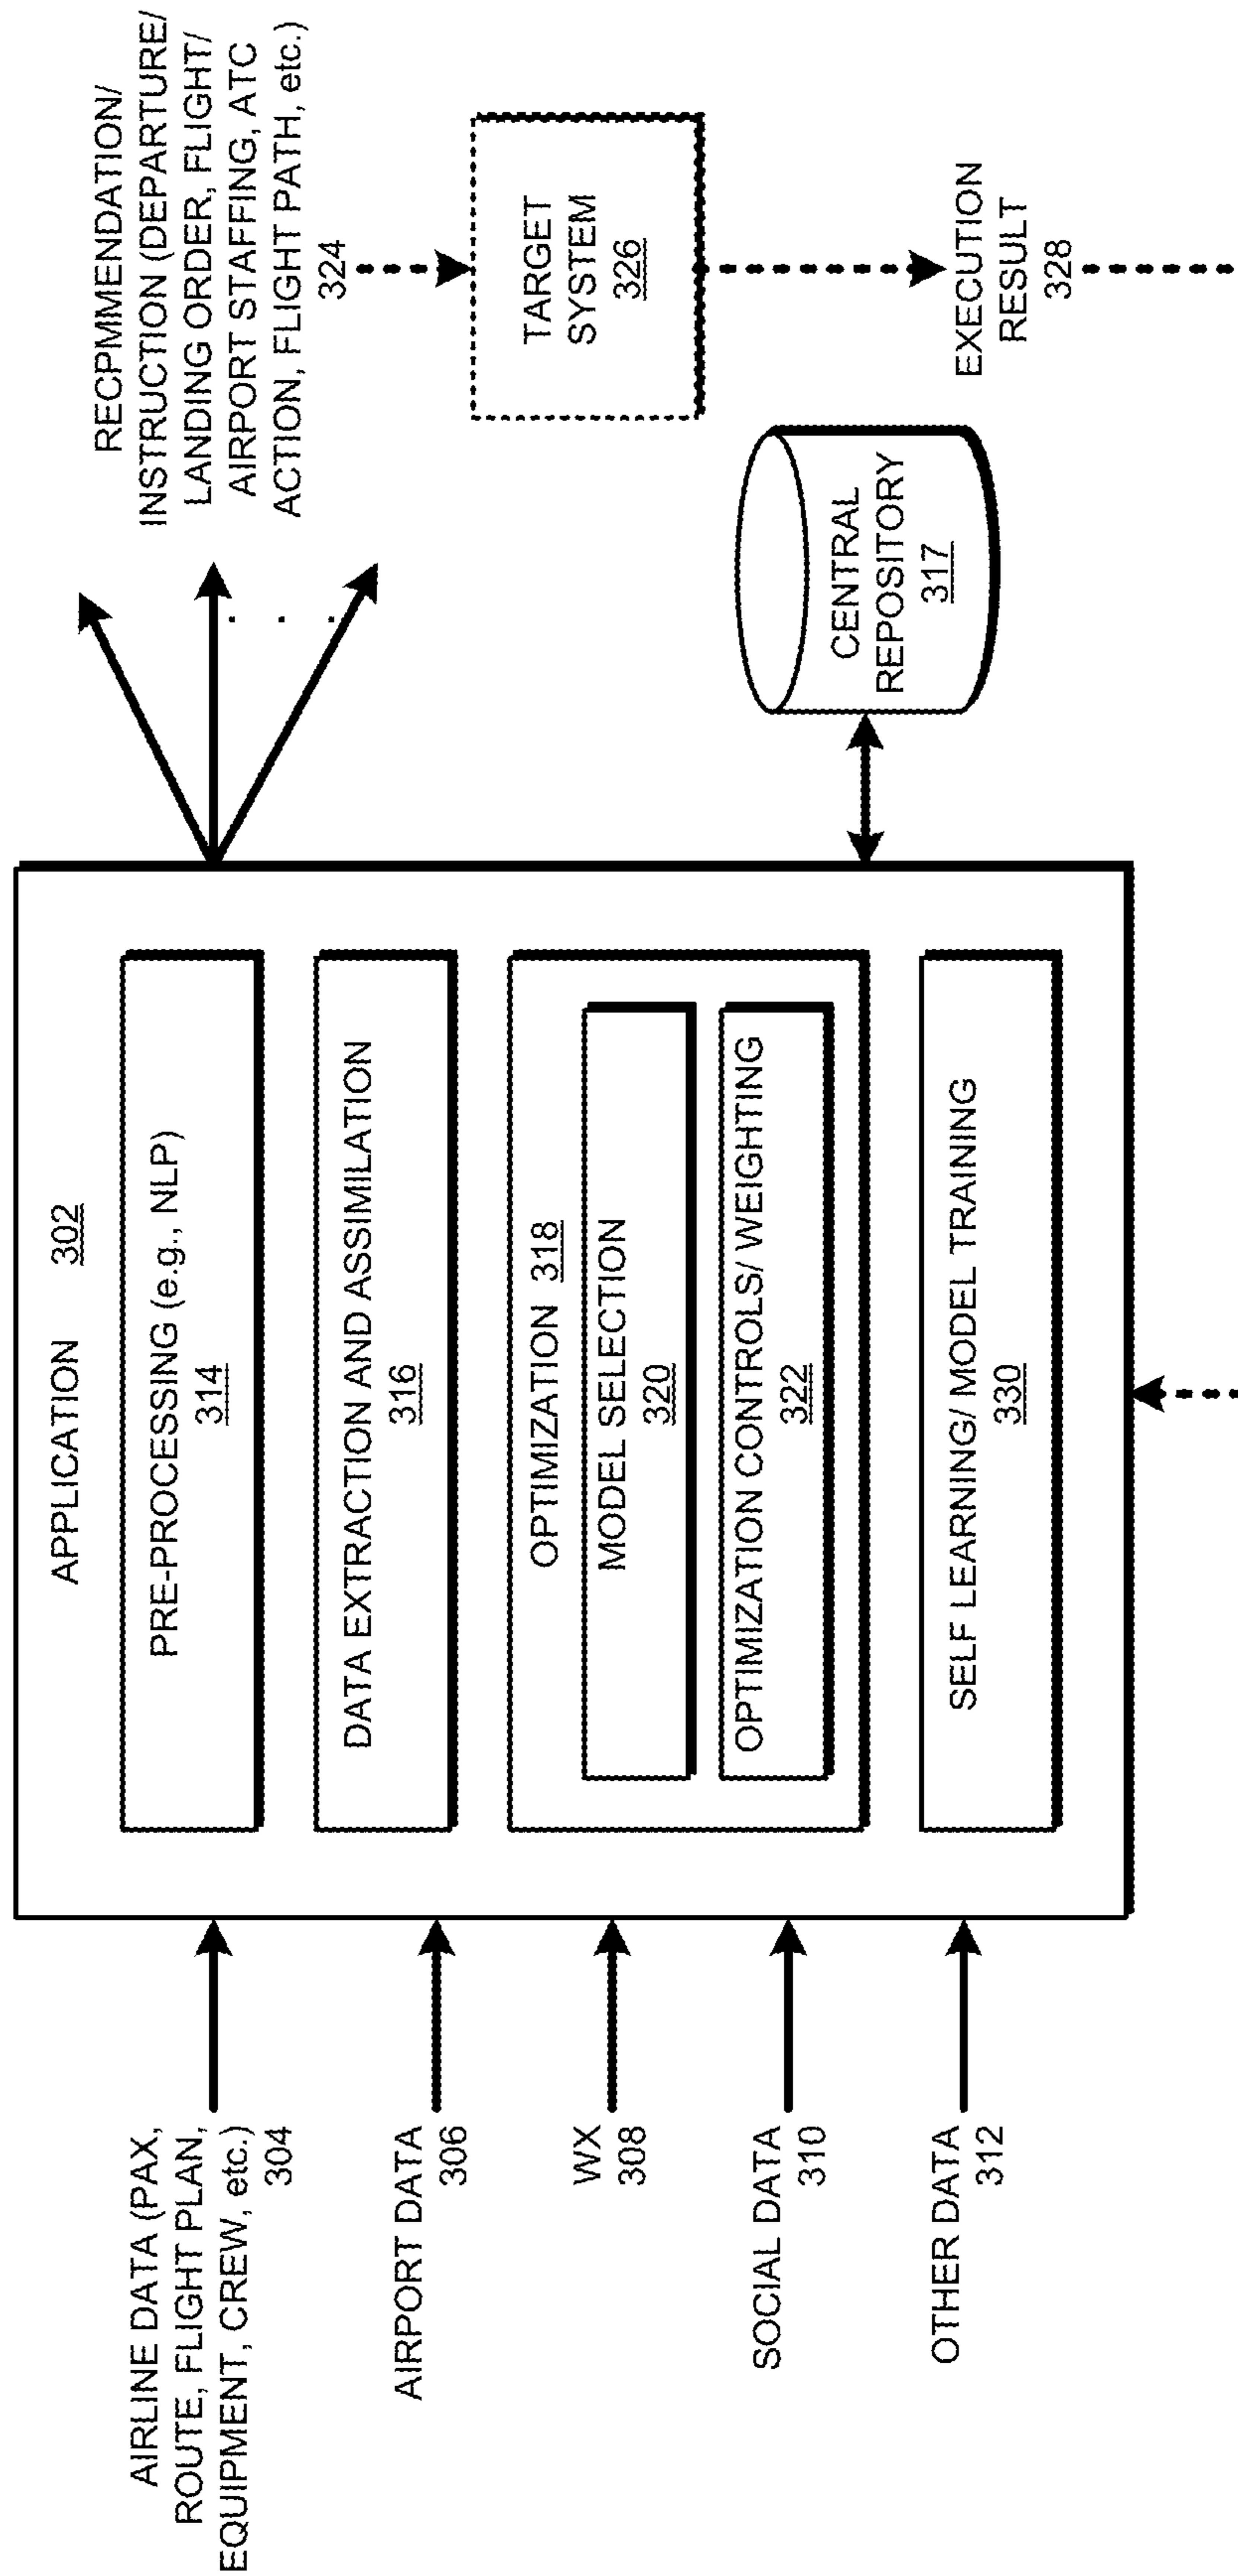 AIRLINE DATA (PAX,
ROUTE, FLIGHT PLAN,
EQUIPMENT, CREW, etc.)
304
AIRPORT DATA
306
WX
308
SOCIAL DATA
310
OTHER DATA
312
APPLICATION 302
PRE-PROCESSING (e.g., NLP)
314
DATA EXTRACTION AND ASSIMILATION
316
OPTIMIZATION 318
MODEL SELECTION
320
OPTIMIZATION CONTROLS/ WEIGHTING
322
SELF LEARNING/ MODEL TRAINING
330
RECPMMENDATION/
INSTRUCTION (DEPARTURE/
LANDING ORDER, FLIGHT/
AIRPORT STAFFING, ATC
ACTION, FLIGHT PATH, etc.)
324
TARGET
SYSTEM
326
CENTRAL
REPOSITORY
317
EXECUTION
RESULT
328